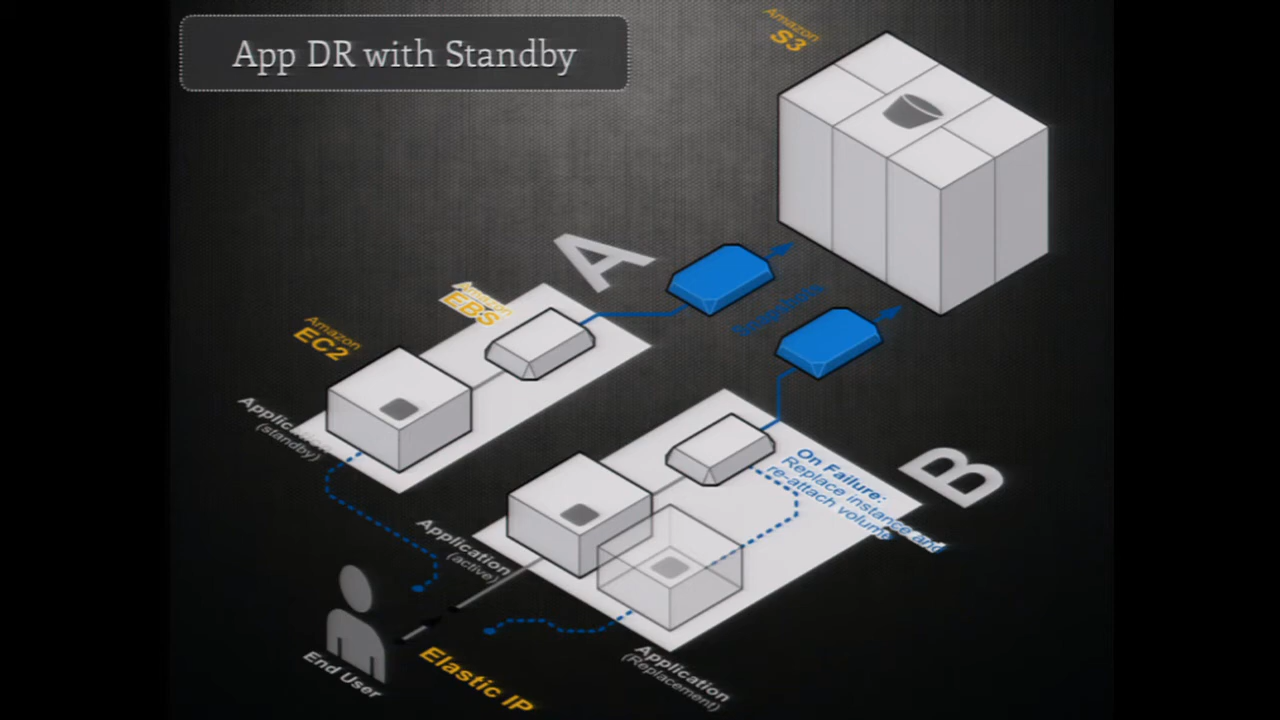 App DR with Standby
Amazon
S3
A
Snapshots
Amazon
EBS
Amazon
EC2
Application
(standby)
B
On Failure:
Replace instance and
re-attach volume
Application
(active)
End User
Elastic IP
Application
(Replacement)